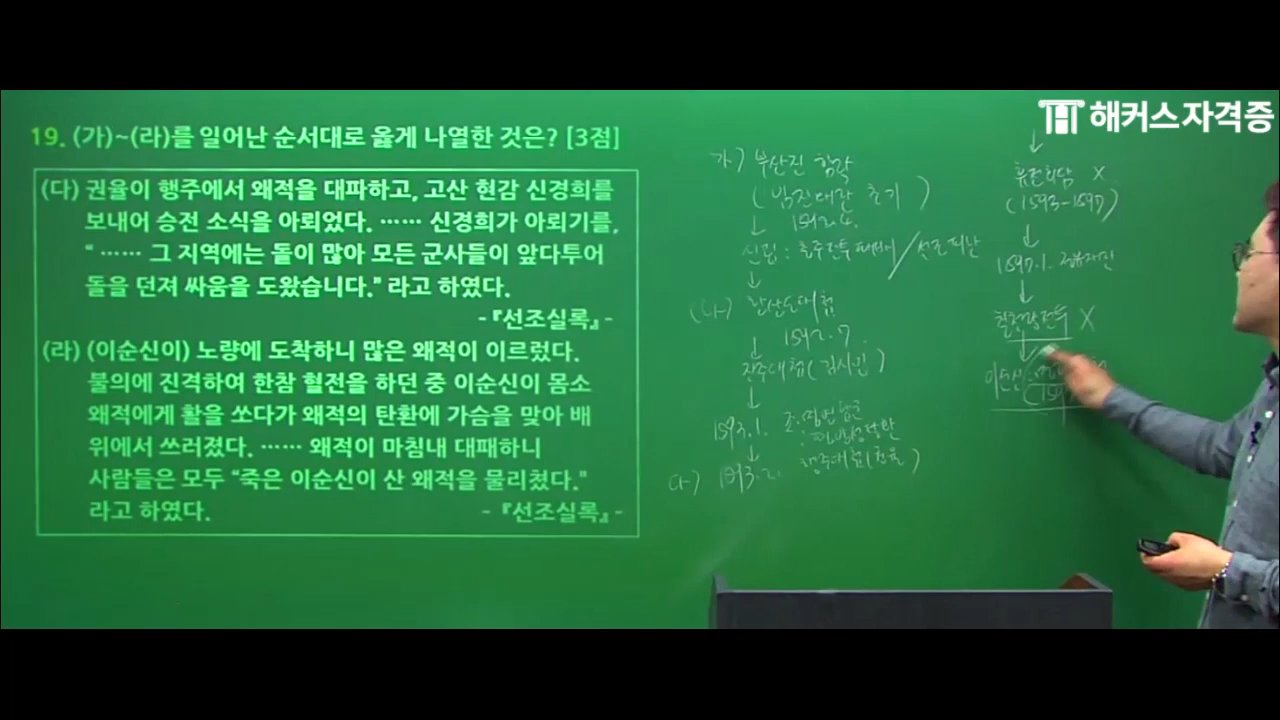 해커스자격증
19. (가)~(라)를 일어난 순서대로 옳게 나열한 것은? [3점]
(다) 권율이 행주에서 왜적을 대파하고, 고산 현감 신경희를
보내어 승전 소식을 아뢰었다. …… 신경희가 아뢰기를,
“ …… 그 지역에는 돌이 많아 모든 군사들이 앞다투어
돌을 던져 싸움을 도왔습니다.” 라고 하였다.
-『선조실록』-
(라) (이순신이) 노량에 도착하니 많은 왜적이 이르렀다.
불의에 진격하여 한참 혈전을 하던 중 이순신이 몸소
왜적에게 활을 쏘다가 왜적의 탄환에 가슴을 맞아 배
위에서 쓰러졌다. …… 왜적이 마침내 대패하니
사람들은 모두 “죽은 이순신이 산 왜적을 물리쳤다.”
라고 하였다. -『선조실록』-
가) 부산진 함락
(임진왜란 초기)
↓ 1592.4.
신립 : 충주전투 패배 / 선조 피난
↓
(나) 한산도대첩
1592.7.
↓
진주대첩 (김시민)
↓
1593.1. 조·명연합군
평양성탈환
↓
다) 1593.2. 행주대첩(권율)
↓
휴전회담 X
(1593-1597)
↓
1597.1. 정유재란
↓
칠천량전투 X
↓
이순신